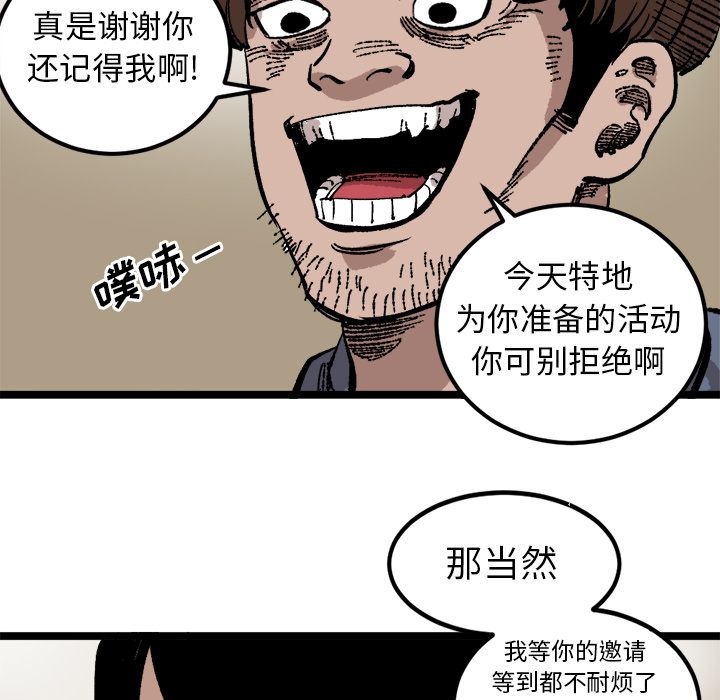 真是谢谢你
还记得我啊!
噗哧–
今天特地
为你准备的活动
你可别拒绝啊
那当然
我等你的邀请
等到都不耐烦了